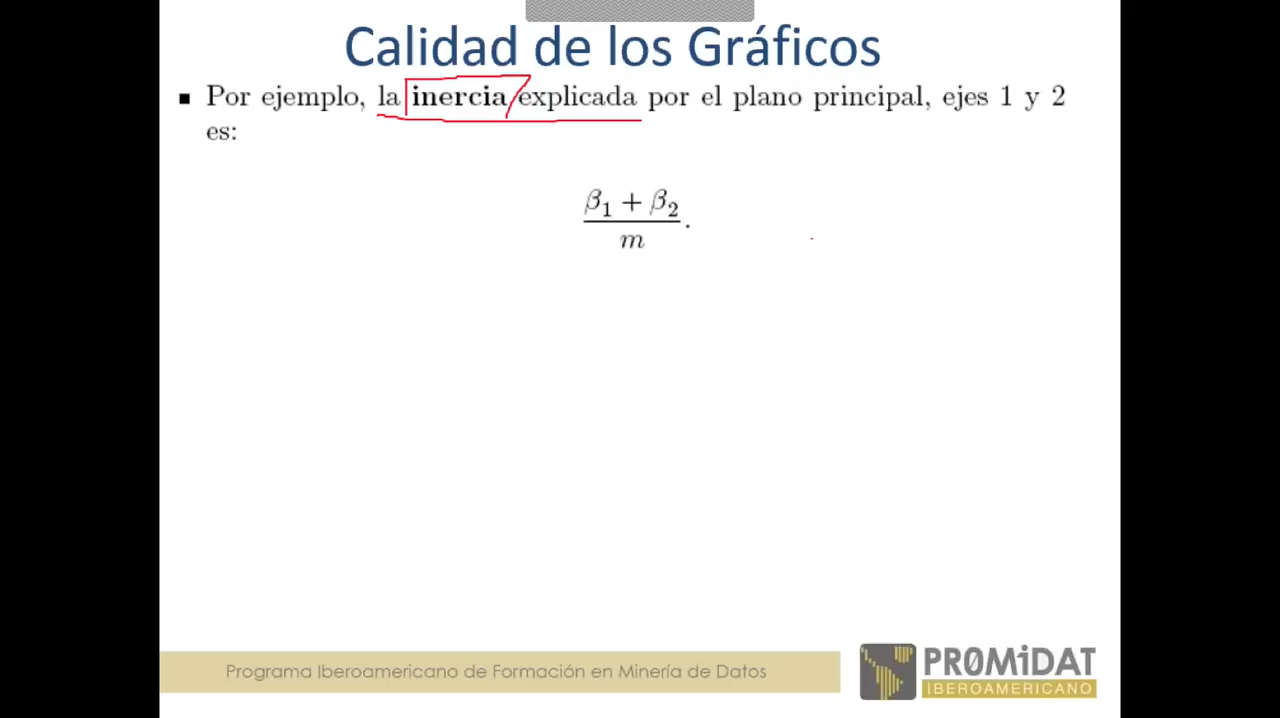 Calidad de los Gráficos
▪ Por ejemplo, la inercia explicada por el plano principal, ejes 1 y 2
es:
β₁ + β₂
m .
Programa Iberoamericano de Formación en Minería de Datos
PR0MiDAT
IBEROAMERICANO